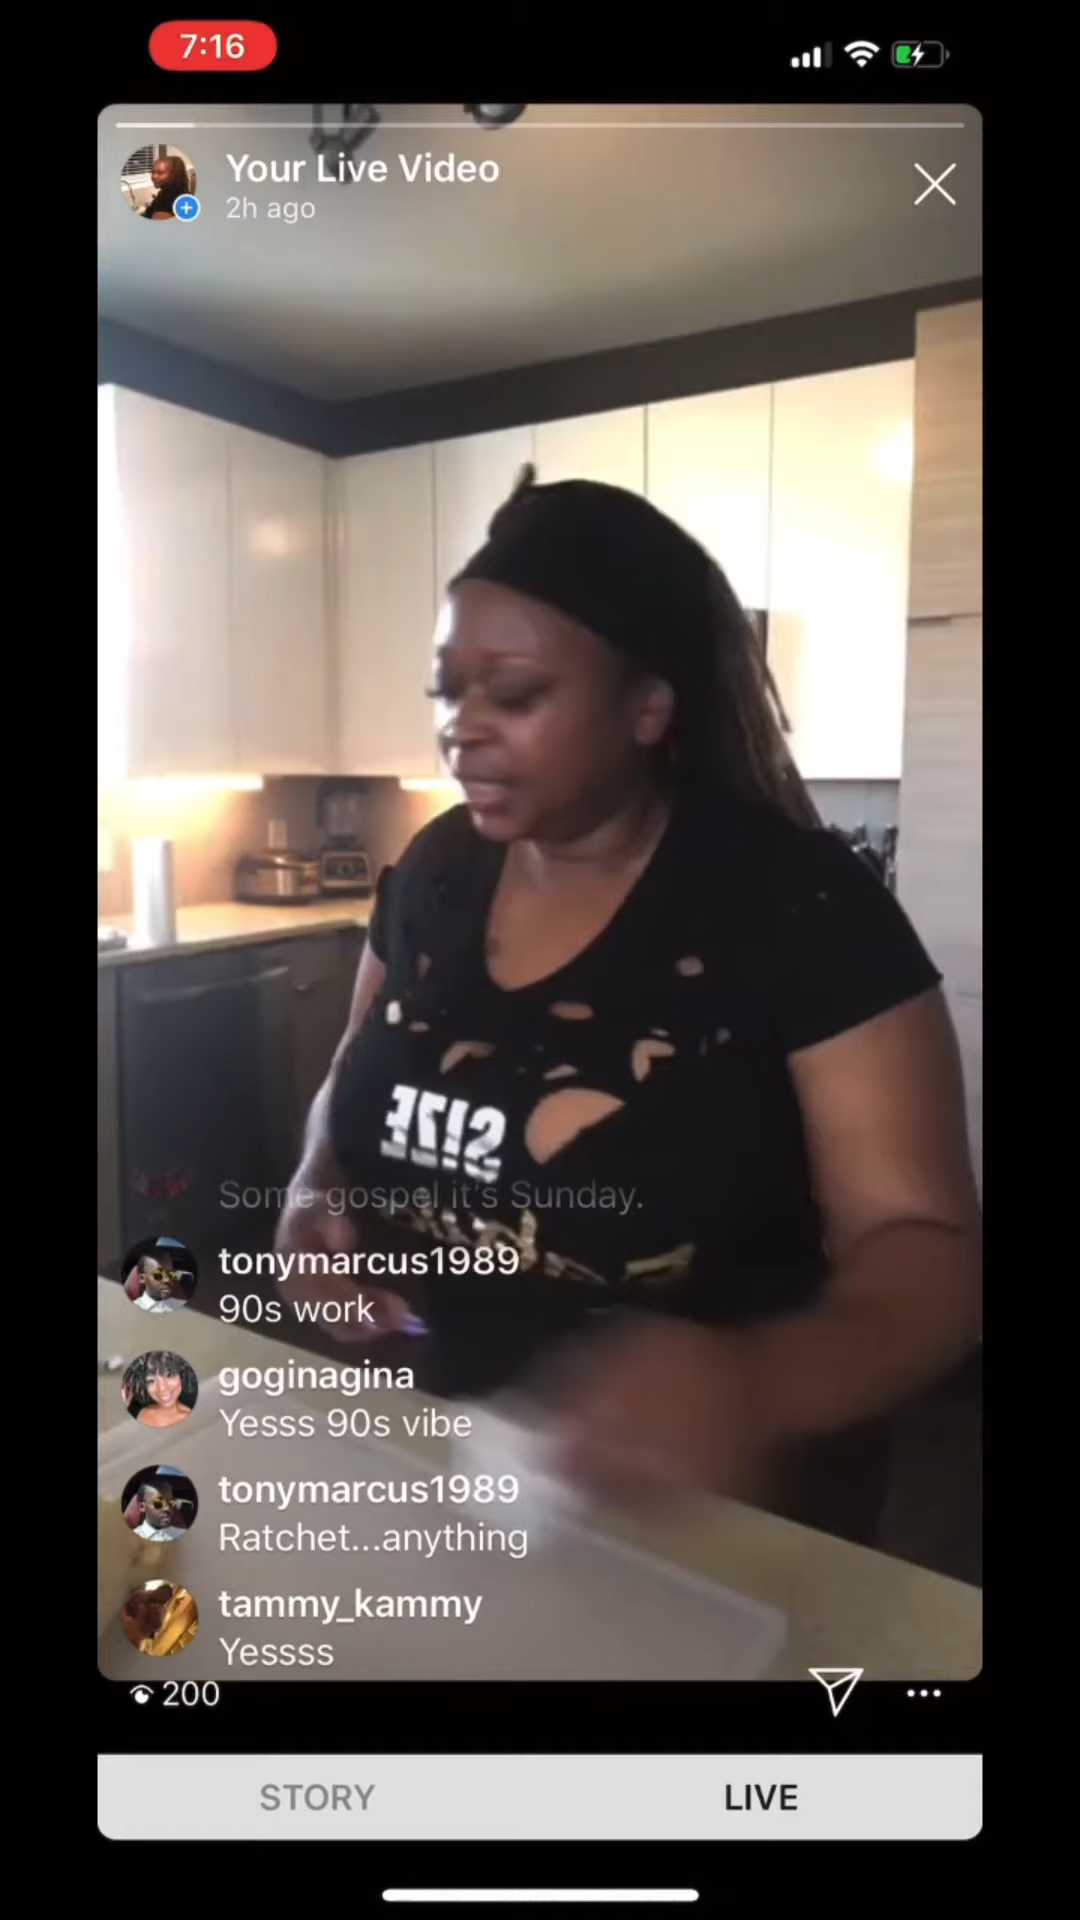 7:16
Your Live Video
2h ago
SIZE
Some gospel it's Sunday.
tonymarcus1989
90s work
goginagina
Yesss 90s vibe
tonymarcus1989
Ratchet...anything
tammy_kammy
Yessss
200
STORY
LIVE